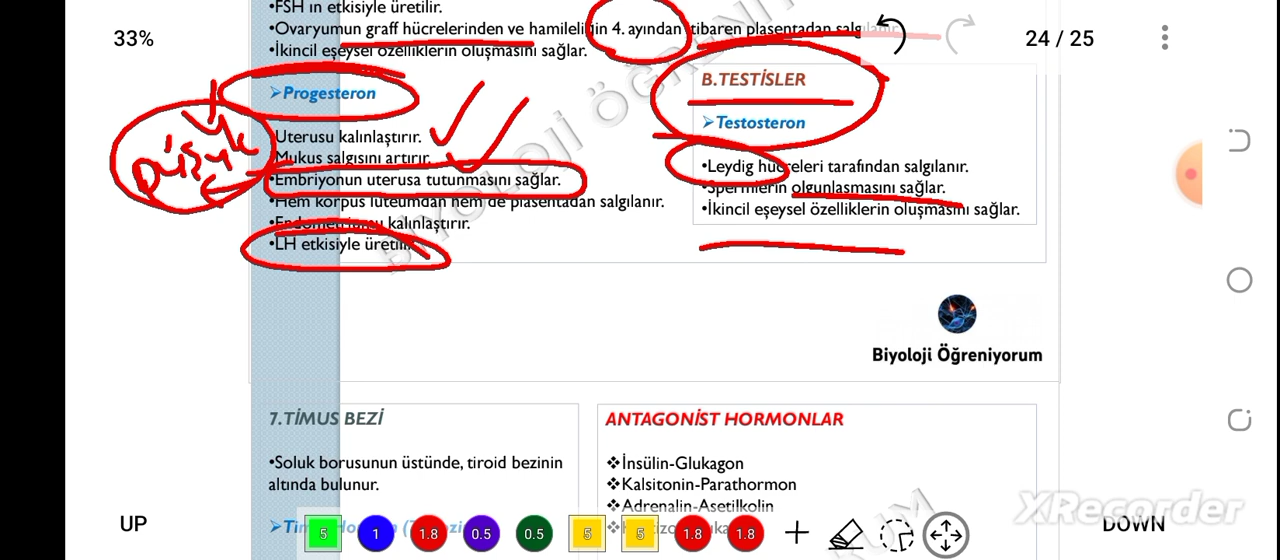 •FSH ın etkisiyle üretilir.
33%
•Ovaryumun graff hücrelerinden ve hamileliğin 4. ayından itibaren plasentadan salgılanır.
24 / 25
•İkincil eşeysel özelliklerin oluşmasını sağlar.
➢Progesteron
Düşük
•Uterusu kalınlaştırır.
•Mukus salgısını artırır.
•Embriyonun uterusa tutunmasını sağlar.
•Hem korpus luteumdan hem de plasentadan salgılanır.
•Endometriumu kalınlaştırır.
•LH etkisiyle üretilir.
B.TESTİSLER
➢Testosteron
•Leydig hücreleri tarafından salgılanır.
•Spermlerin olgunlaşmasını sağlar.
•İkincil eşeysel özelliklerin oluşmasını sağlar.
BİYOLOJİ ÖĞRENİ
Biyoloji Öğreniyorum
7.TİMUS BEZİ
•Soluk borusunun üstünde, tiroid bezinin
altında bulunur.
ANTAGONİST HORMONLAR
❖İnsülin-Glukagon
❖Kalsitonin-Parathormon
❖Adrenalin-Asetilkolin
UM
XRecorder
UP
5
1
1.8
0.5
0.5
5
5
1.8
1.8
DOWN